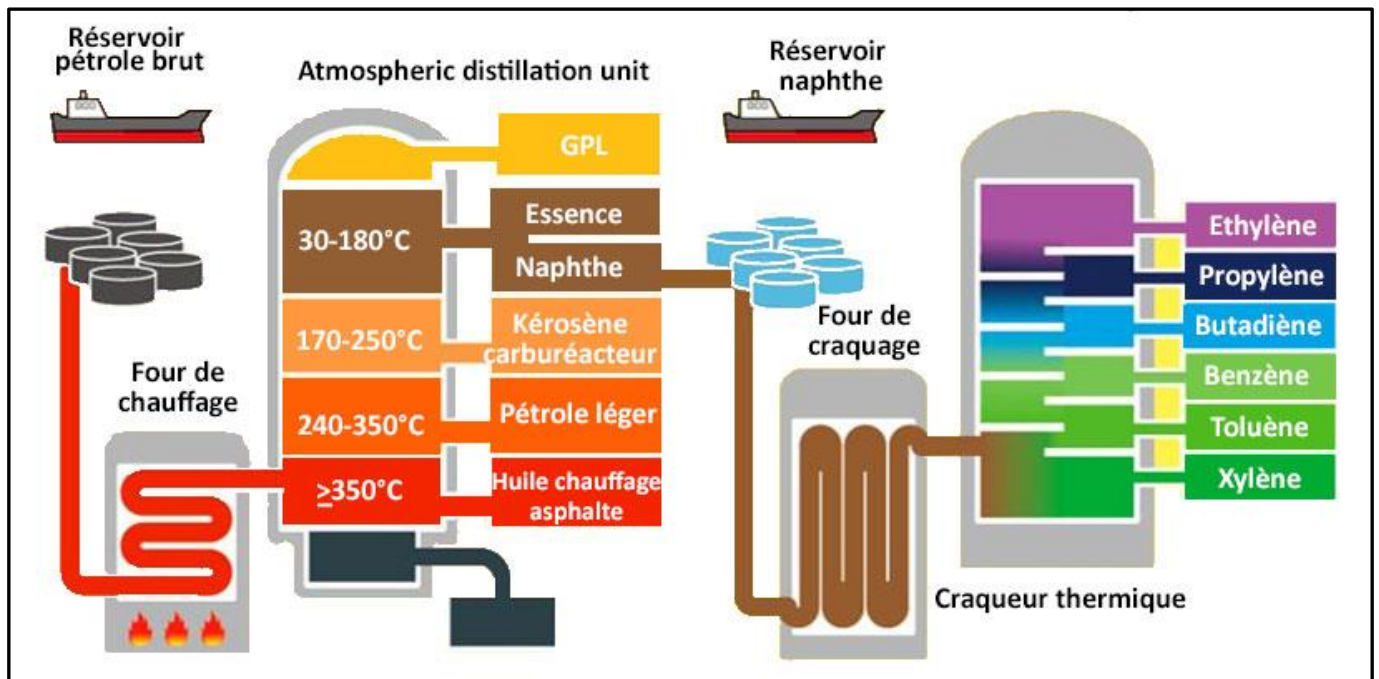 Réservoir
pétrole brut
Atmospheric distillation unit
Réservoir
naphthe
GPL
Essence
30-180°C
Naphthe
Kérosène
170-250°C
carburéacteur
Four de
chauffage
240-350°C
Pétrole léger
≥350°C
Huile chauffage
asphalte
Four de
craquage
Ethylène
Propylène
Butadiène
Benzène
Toluène
Xylène
Craqueur thermique